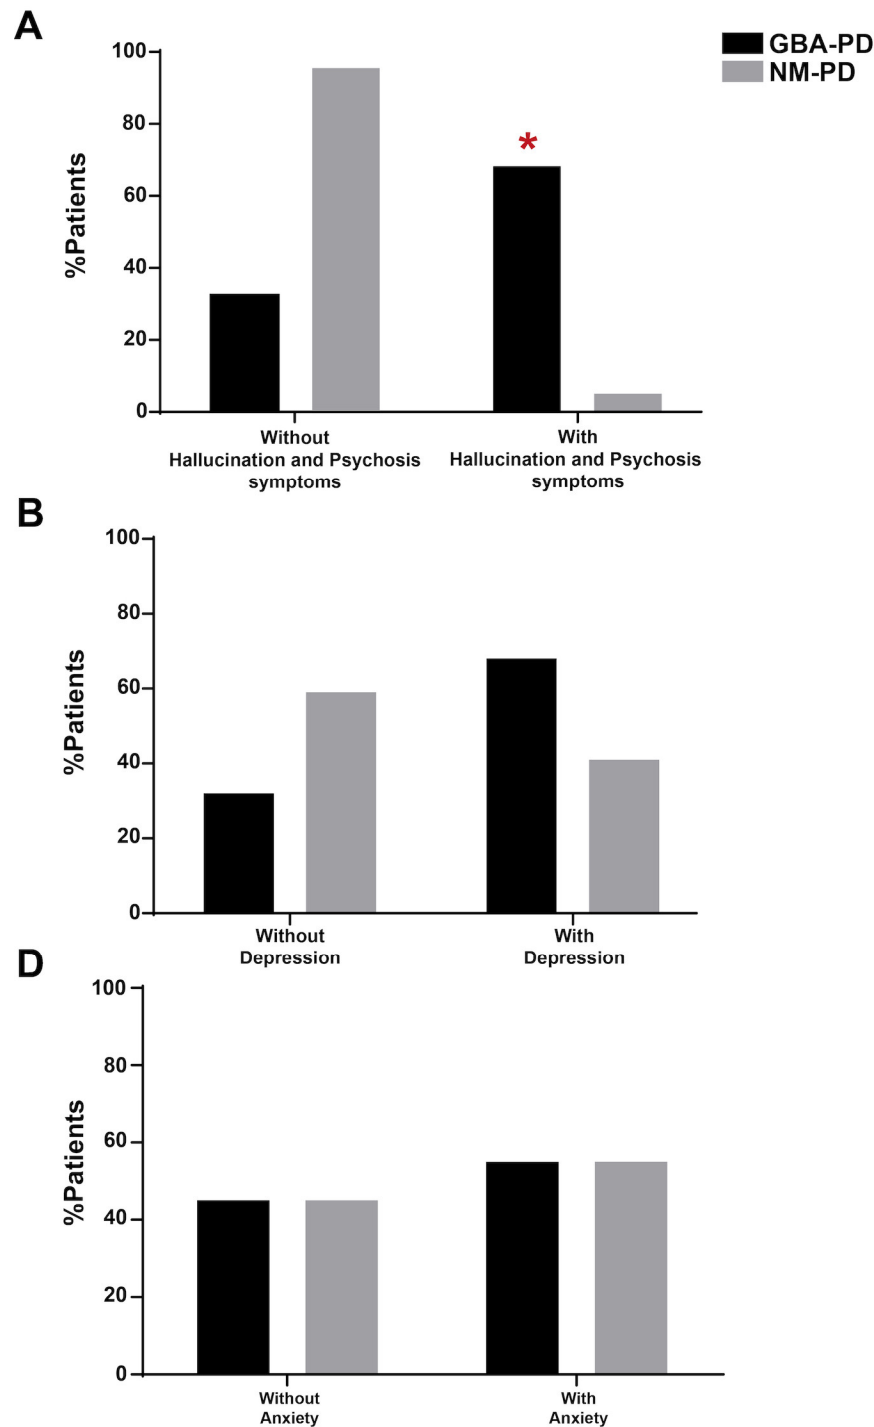 A
GBA-PD
NM-PD
100
80
60
40
20
0
%Patients
*
Without
Hallucination and Psychosis
symptoms
With
Hallucination and Psychosis
symptoms
B
100
80
60
40
20
0
%Patients
Without
Depression
With
Depression
D
100
80
60
40
20
0
%Patients
Without
Anxiety
With
Anxiety